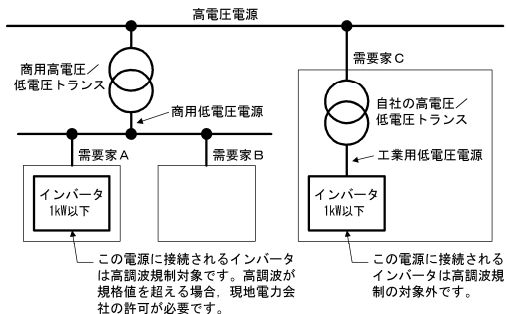 高電圧電源
商用高電圧／
低電圧トランス
商用低電圧電源
需要家A
需要家B
インバータ
1kW以下
この電源に接続されるインバータ
は高調波規制対象です。高調波が
規格値を超える場合，現地電力会
社の許可が必要です。
需要家C
自社の高電圧／
低電圧トランス
工業用低電圧電源
インバータ
1kW以下
この電源に接続される
インバータは高調波規
制の対象外です。